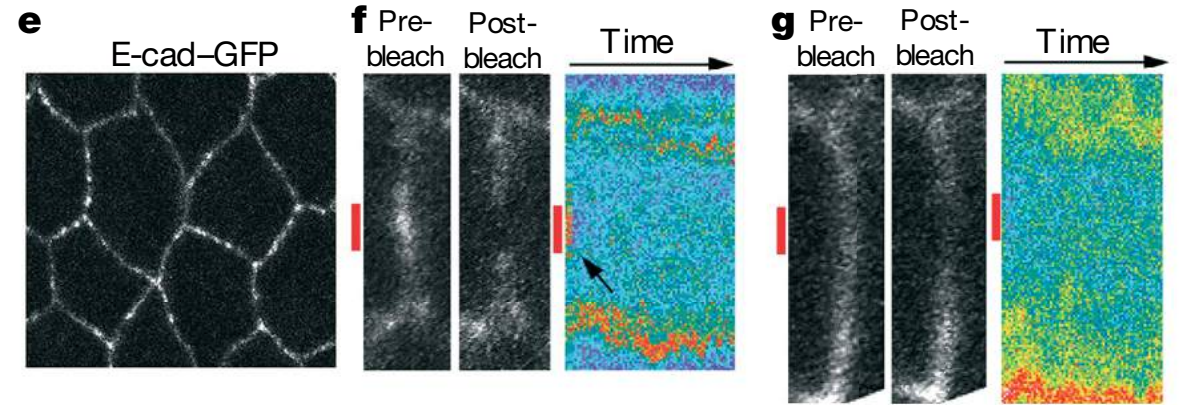 e
E-cad–GFP
f
Pre-
bleach
Post-
bleach
Time
g
Pre-
bleach
Post-
bleach
Time